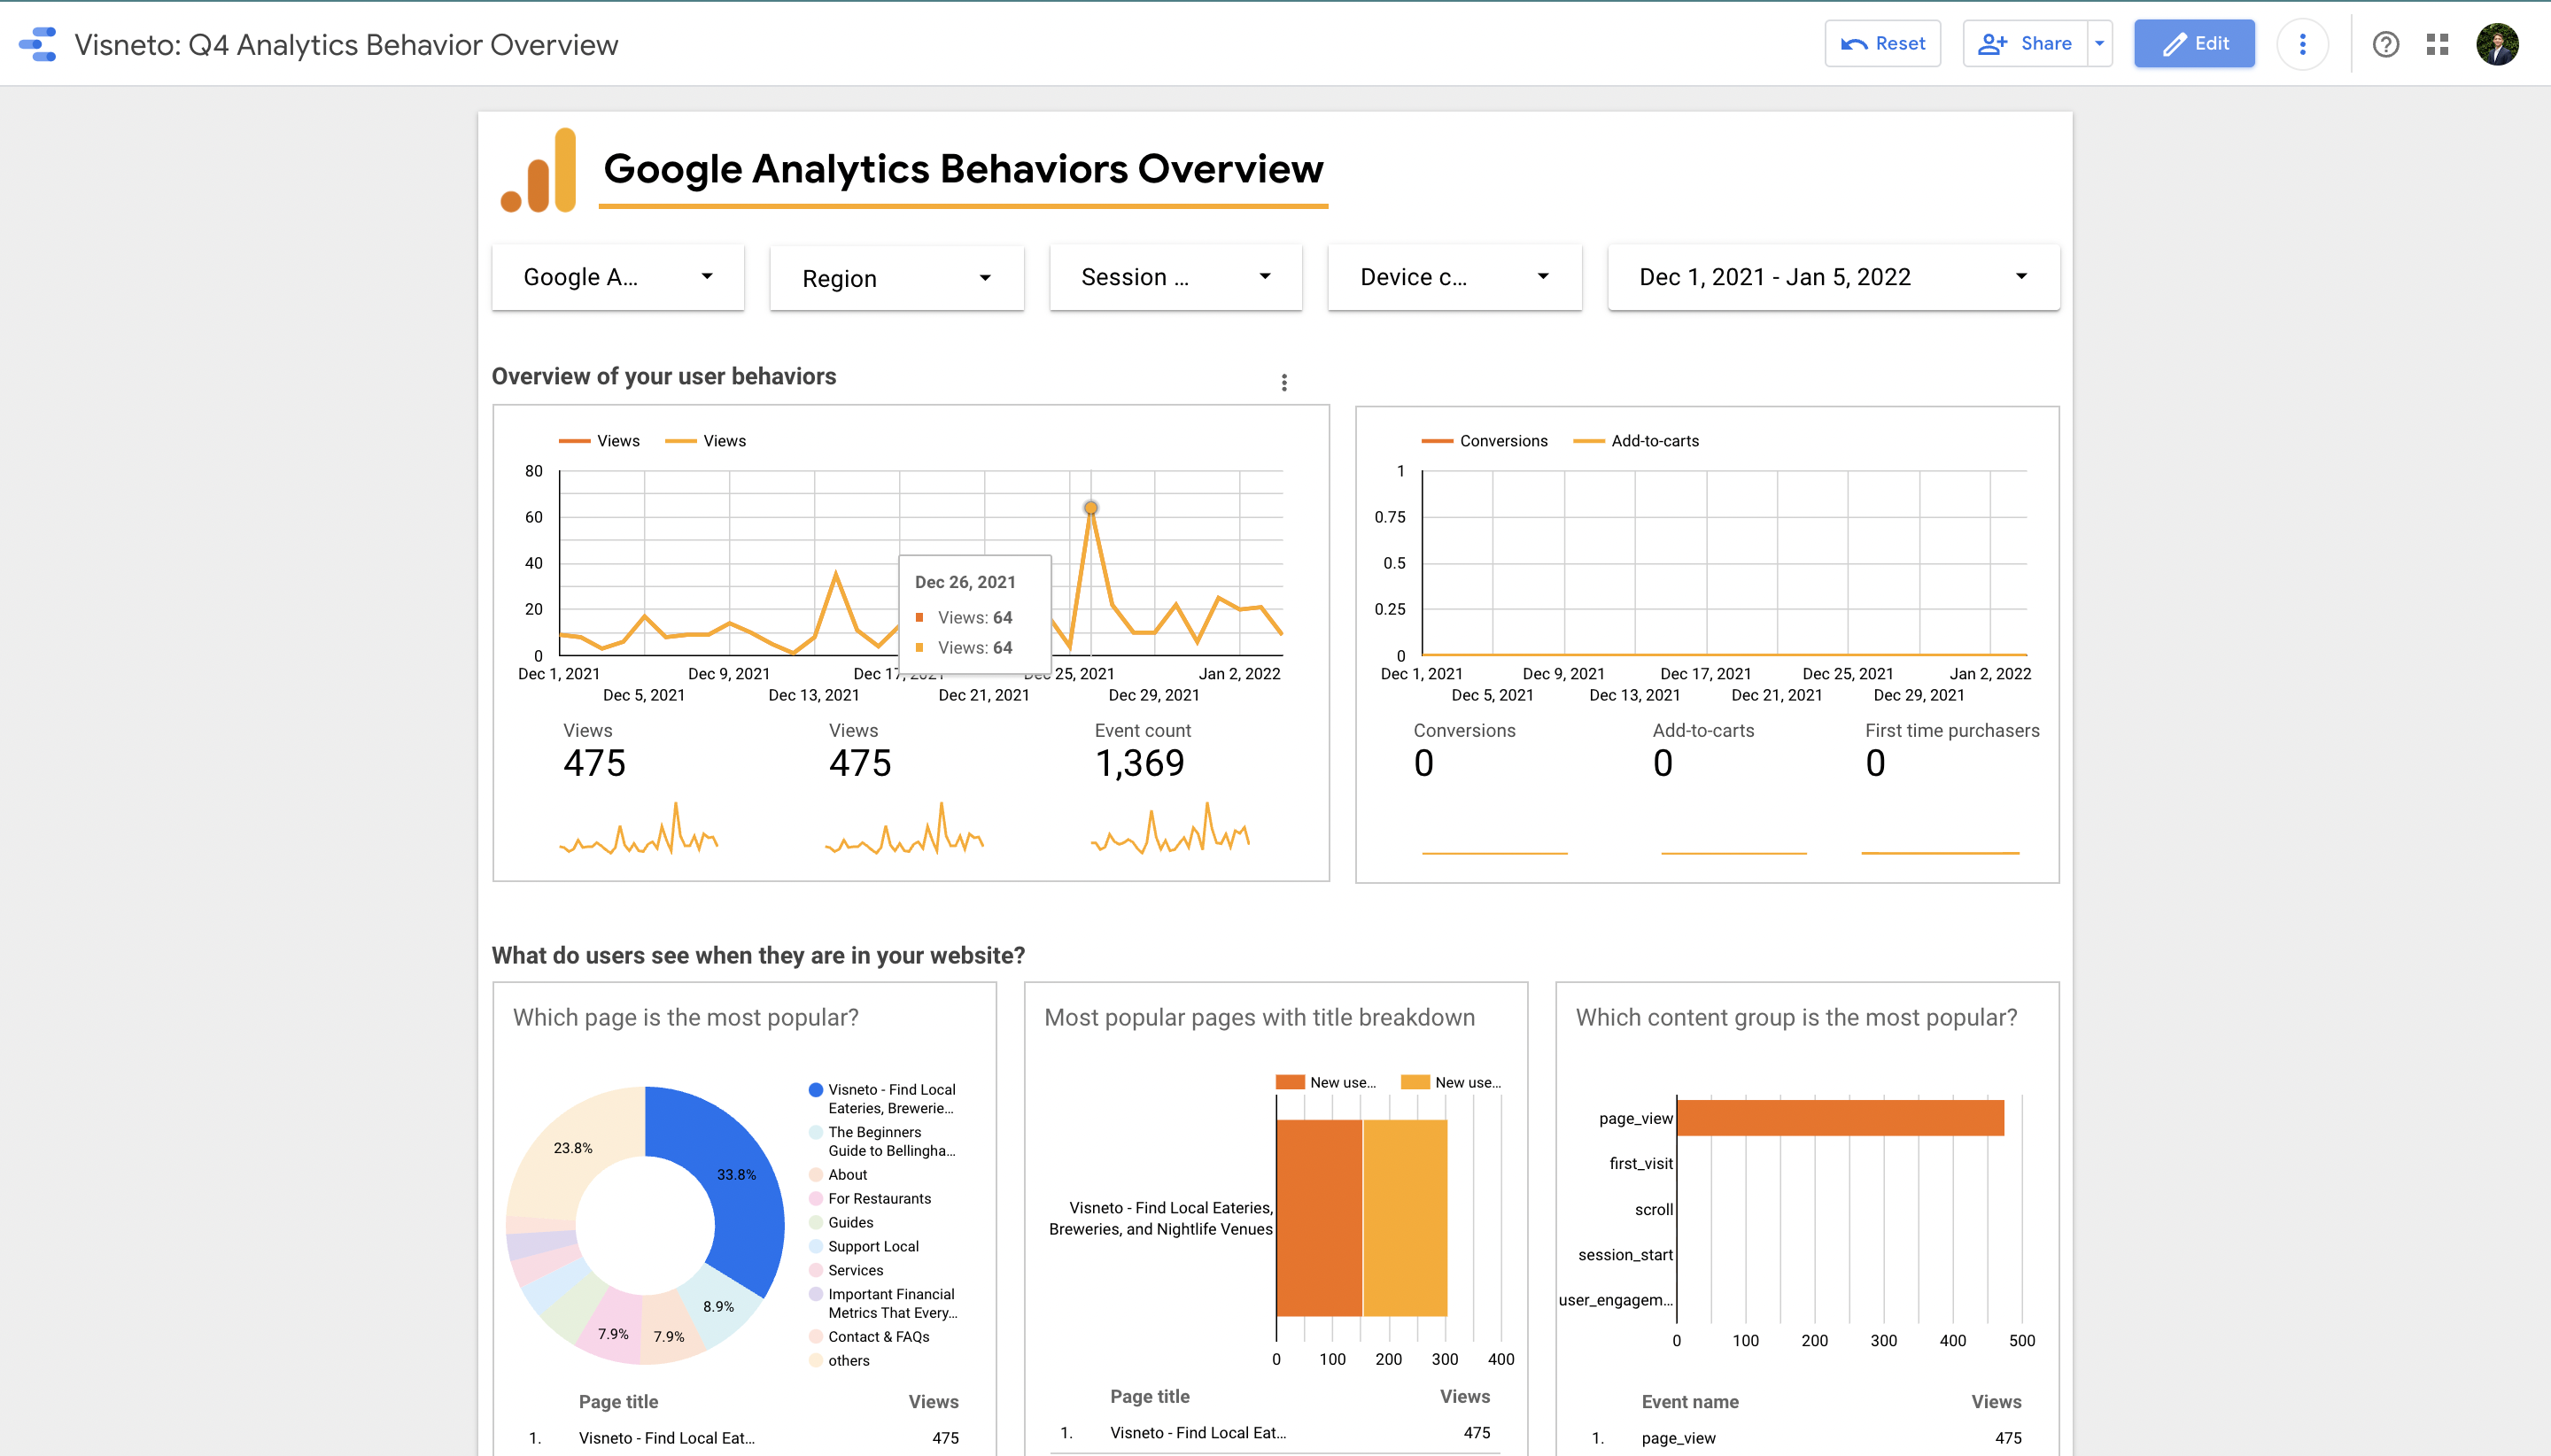 Visneto: Q4 Analytics Behavior Overview
Reset
Share
Edit
Google Analytics Behaviors Overview
Google A...
Region
Session ...
Device c...
Dec 1, 2021 - Jan 5, 2022
Overview of your user behaviors
Views
Views
80
60
40
20
0
Dec 26, 2021
Views: 64
Views: 64
Dec 1, 2021
Dec 9, 2021
Dec 17, 2021
Dec 25, 2021
Jan 2, 2022
Dec 5, 2021
Dec 13, 2021
Dec 21, 2021
Dec 29, 2021
Views
475
Views
475
Event count
1,369
Conversions
Add-to-carts
1
0.75
0.5
0.25
0
Dec 1, 2021
Dec 9, 2021
Dec 17, 2021
Dec 25, 2021
Jan 2, 2022
Dec 5, 2021
Dec 13, 2021
Dec 21, 2021
Dec 29, 2021
Conversions
0
Add-to-carts
0
First time purchasers
0
What do users see when they are in your website?
Which page is the most popular?
23.8%
33.8%
8.9%
7.9%
7.9%
Visneto - Find Local
Eateries, Brewerie...
The Beginners
Guide to Bellingha...
About
For Restaurants
Guides
Support Local
Services
Important Financial
Metrics That Every...
Contact & FAQs
others
Page title
Views
1.
Visneto - Find Local Eat...
475
Most popular pages with title breakdown
New use...
New use...
Visneto - Find Local Eateries,
Breweries, and Nightlife Venues
0
100
200
300
400
Page title
Views
1.
Visneto - Find Local Eat...
475
Which content group is the most popular?
page_view
first_visit
scroll
session_start
user_engagem...
0
100
200
300
400
500
Event name
Views
1.
page_view
475